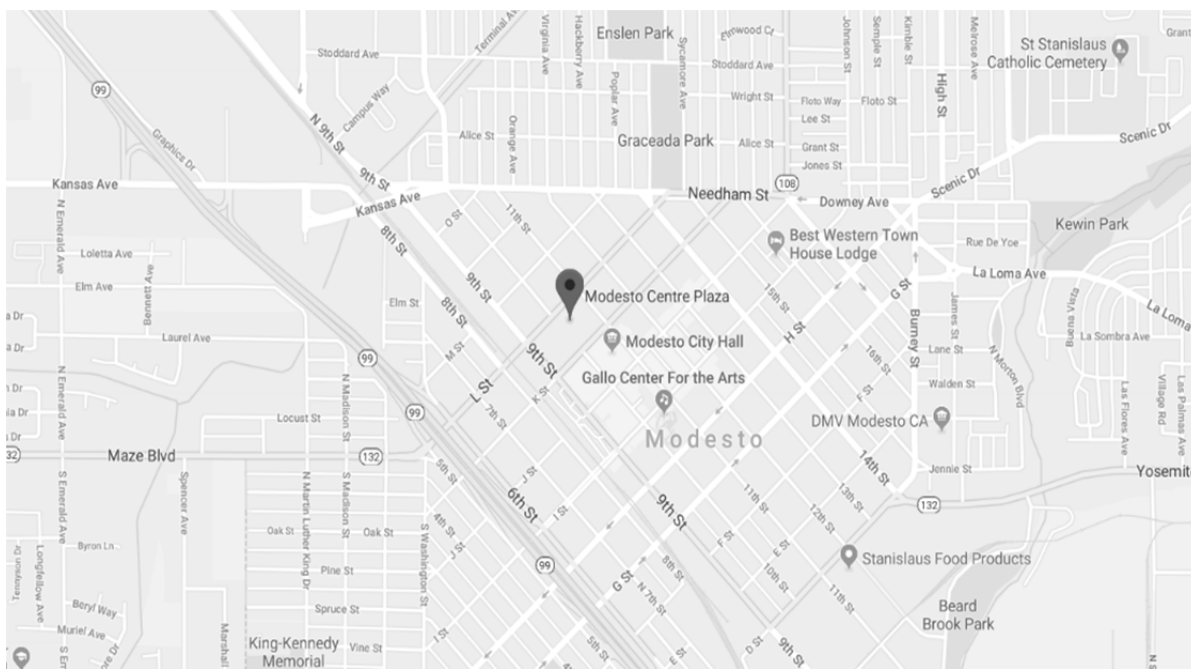 Stoddard Ave
Terminal Ave
Virginia Ave
Hackberry Ave
Enslen Park
Sycamore Ave
Elmwood Cr
Johnson St
Semple St
Kimble St
Melrose Ave
Grant
St Stanislaus
Catholic Cemetery
Stoddard Ave
High St
99
Campus Way
Poplar Ave
Wright St
Floto Way
Floto St
Lee St
N 9th St
Graphics Dr
Alice St
Orange Ave
Graceada Park
Alice St
Grant St
Jones St
Scenic Dr
9th St
Kansas Ave
Kansas Ave
Needham St
108
Downey Ave
Scenic Dr
N Emerald Ave
O St
11th St
8th St
Best Western Town
House Lodge
Kewin Park
Rue De Yoe
Loletta Ave
Elm Ave
Bennett Ave
9th St
Modesto Centre Plaza
15th St
G St
La Loma Ave
La Loma
Elm St
8th St
H St
James St
Burney St
Buena Vista
La Sombra Ave
Laurel Ave
M St
9th St
Modesto City Hall
Lane St
16th St
N Morton Blvd
99
L St
K St
Gallo Center For the Arts
F St
Walden St
N Emerald Ave
N Madison St
Locust St
99
7th St
Modesto
DMV Modesto CA
Las Flores Ave
Village Rd
Las Palmas Ave
132
Maze Blvd
132
5th St
J St
14th St
Jennie St
Yosemit
S Emerald Ave
Spencer Ave
N Martin Luther King Dr
S Madison St
6th St
I St
9th St
11th St
13th St
12th St
132
Oak St
Oak St
S Washington St
4th St
J St
F St
E St
Byron Ln
Longfellow Ave
Tennyson Dr
Pine St
99
G St
8th St
10th St
11th St
Stanislaus Food Products
Beryl Way
Muriel Ave
Spruce St
N 7th St
Beard
Brook Park
Marshall
King-Kennedy
Memorial
Vine St
I St
5th St
D St
9th St
S Em
N S